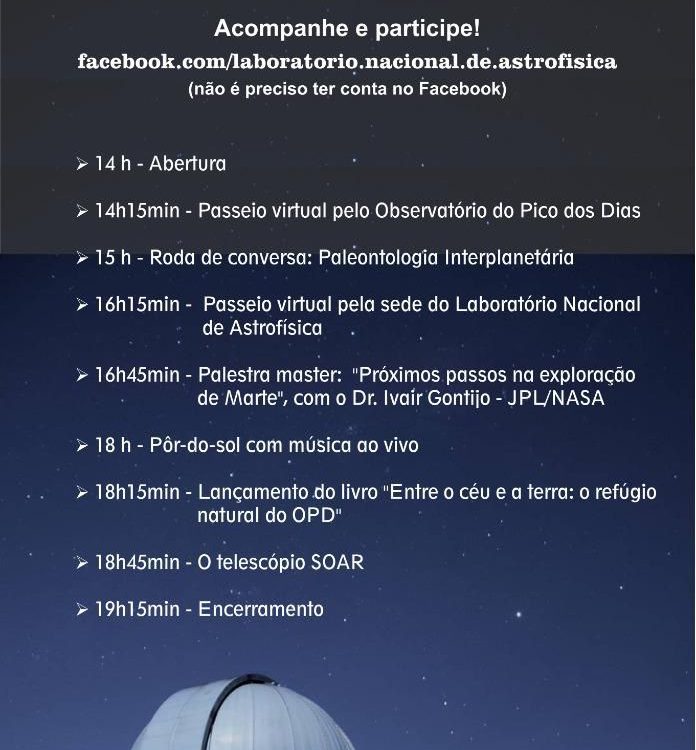 Acompanhe e participe!
facebook.com/laboratorio.nacional.de.astrofisica
(não é preciso ter conta no Facebook)
➢ 14 h - Abertura
➢ 14h15min - Passeio virtual pelo Observatório do Pico dos Dias
➢ 15 h - Roda de conversa: Paleontologia Interplanetária
➢ 16h15min - Passeio virtual pela sede do Laboratório Nacional
de Astrofísica
➢ 16h45min - Palestra master: "Próximos passos na exploração
de Marte", com o Dr. Ivair Gontijo - JPL/NASA
➢ 18 h - Pôr-do-sol com música ao vivo
➢ 18h15min - Lançamento do livro "Entre o céu e a terra: o refúgio
natural do OPD"
➢ 18h45min - O telescópio SOAR
➢ 19h15min - Encerramento